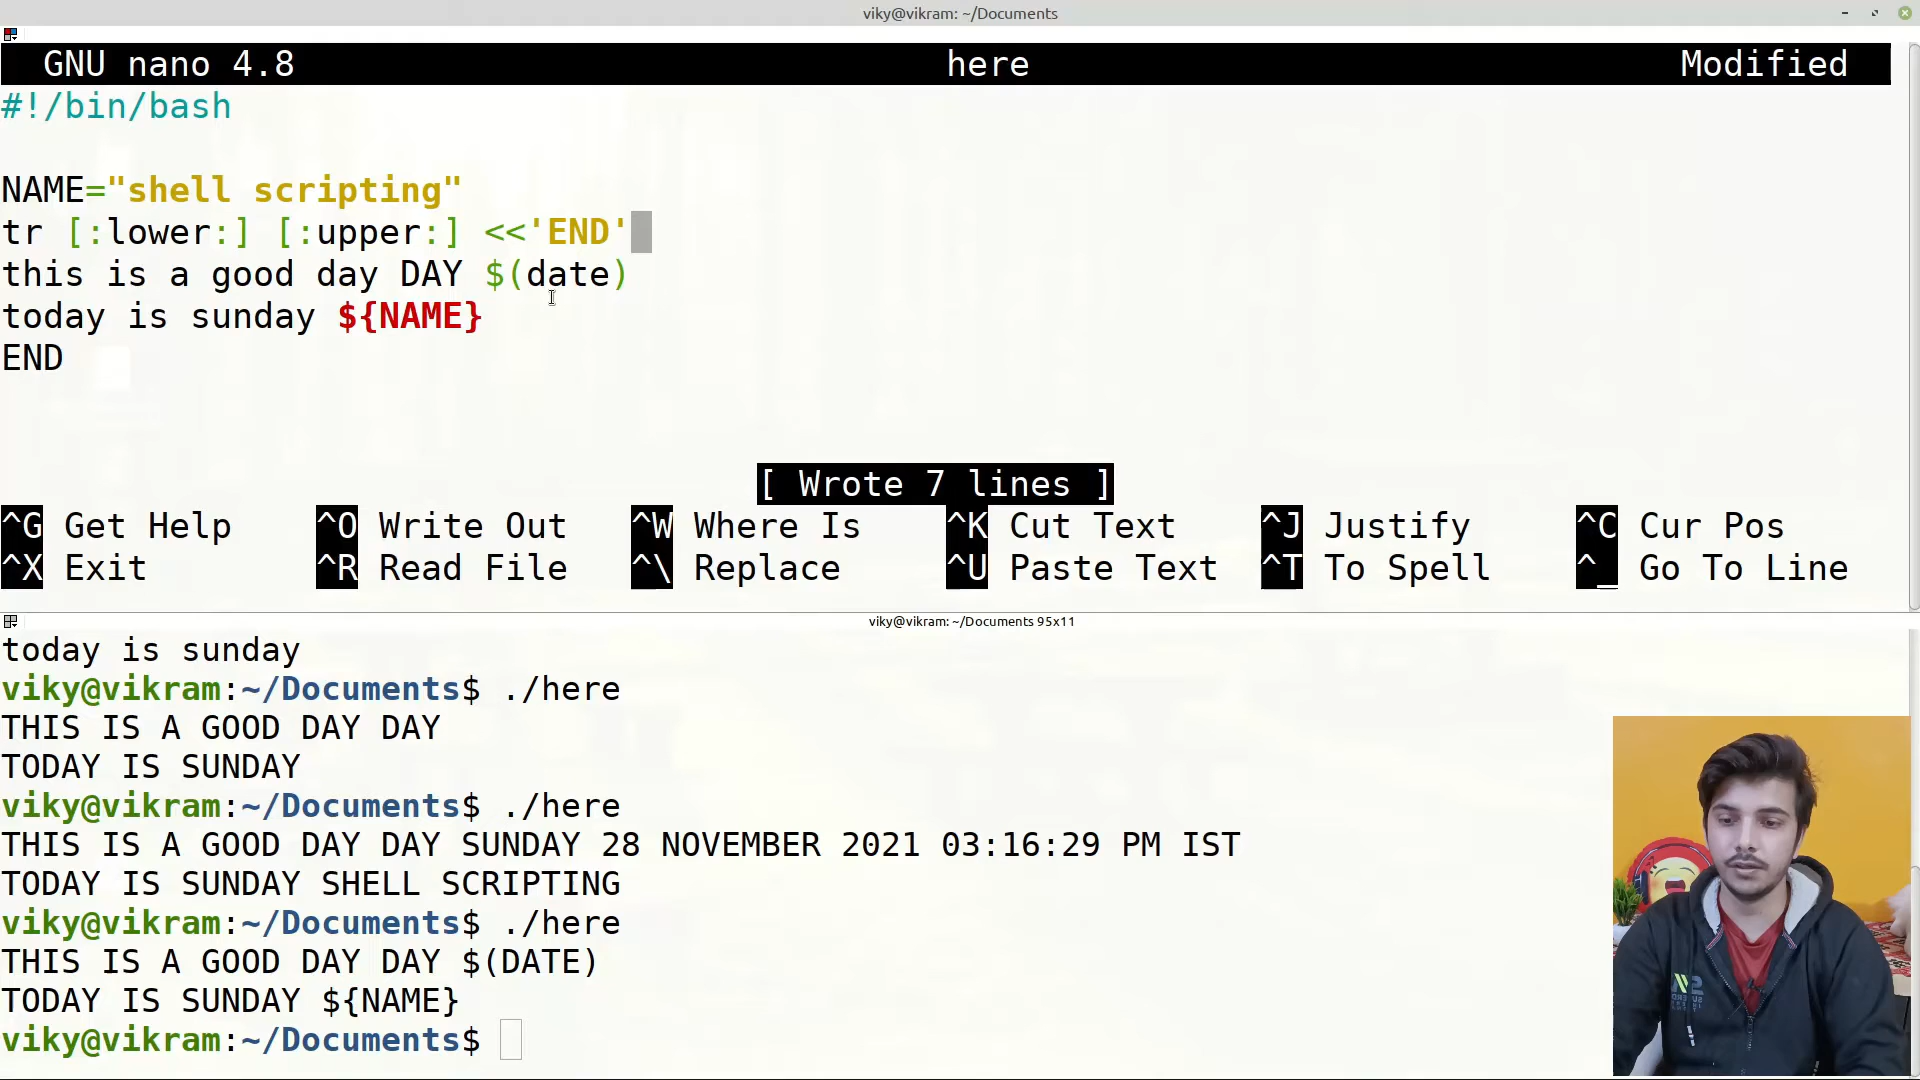 viky@vikram: ~/Documents
GNU nano 4.8 here Modified
#!/bin/bash
NAME="shell scripting"
tr [:lower:] [:upper:] <<'END'
this is a good day DAY $(date)
today is sunday ${NAME}
END
[ Wrote 7 lines ]
^G Get Help ^O Write Out ^W Where Is ^K Cut Text ^J Justify ^C Cur Pos
^X Exit ^R Read File ^\ Replace ^U Paste Text ^T To Spell ^_ Go To Line
viky@vikram: ~/Documents 95x11
today is sunday
viky@vikram:~/Documents$ ./here
THIS IS A GOOD DAY DAY
TODAY IS SUNDAY
viky@vikram:~/Documents$ ./here
THIS IS A GOOD DAY DAY SUNDAY 28 NOVEMBER 2021 03:16:29 PM IST
TODAY IS SUNDAY SHELL SCRIPTING
viky@vikram:~/Documents$ ./here
THIS IS A GOOD DAY DAY $(DATE)
TODAY IS SUNDAY ${NAME}
viky@vikram:~/Documents$